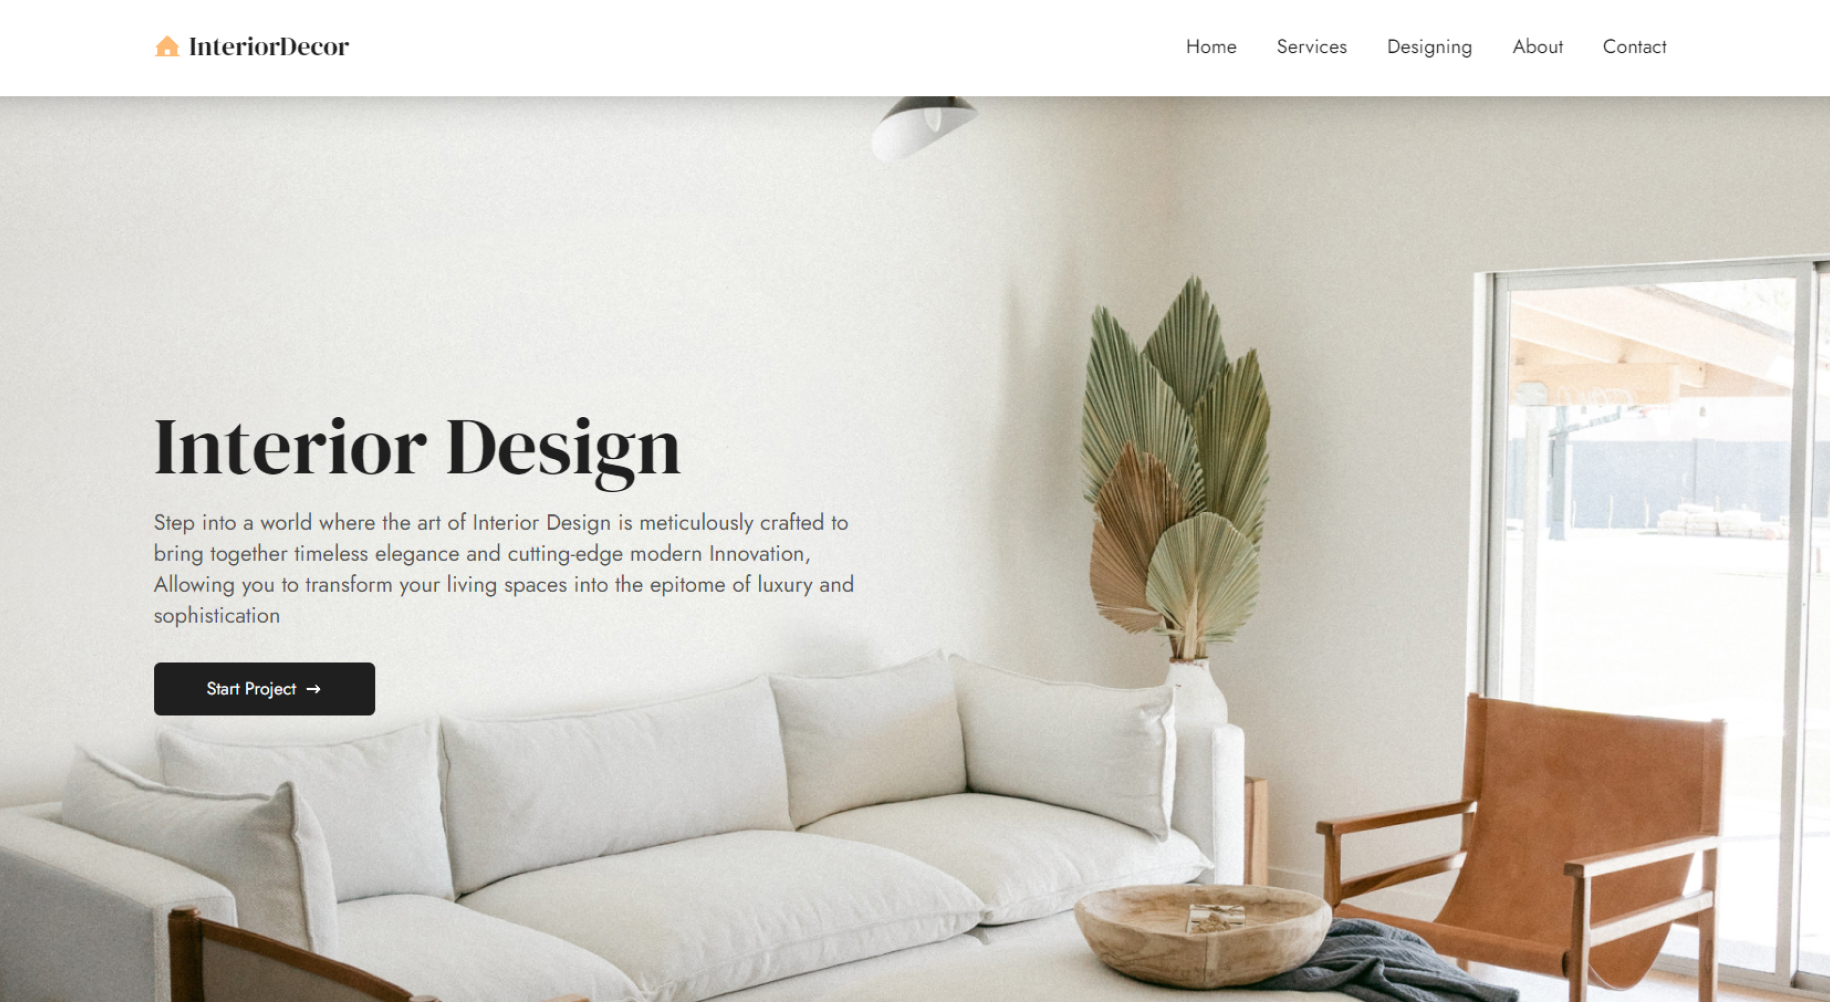 InteriorDecor
Home Services Designing About Contact
Interior Design
Step into a world where the art of Interior Design is meticulously crafted to
bring together timeless elegance and cutting-edge modern Innovation,
Allowing you to transform your living spaces into the epitome of luxury and
sophistication
Start Project →